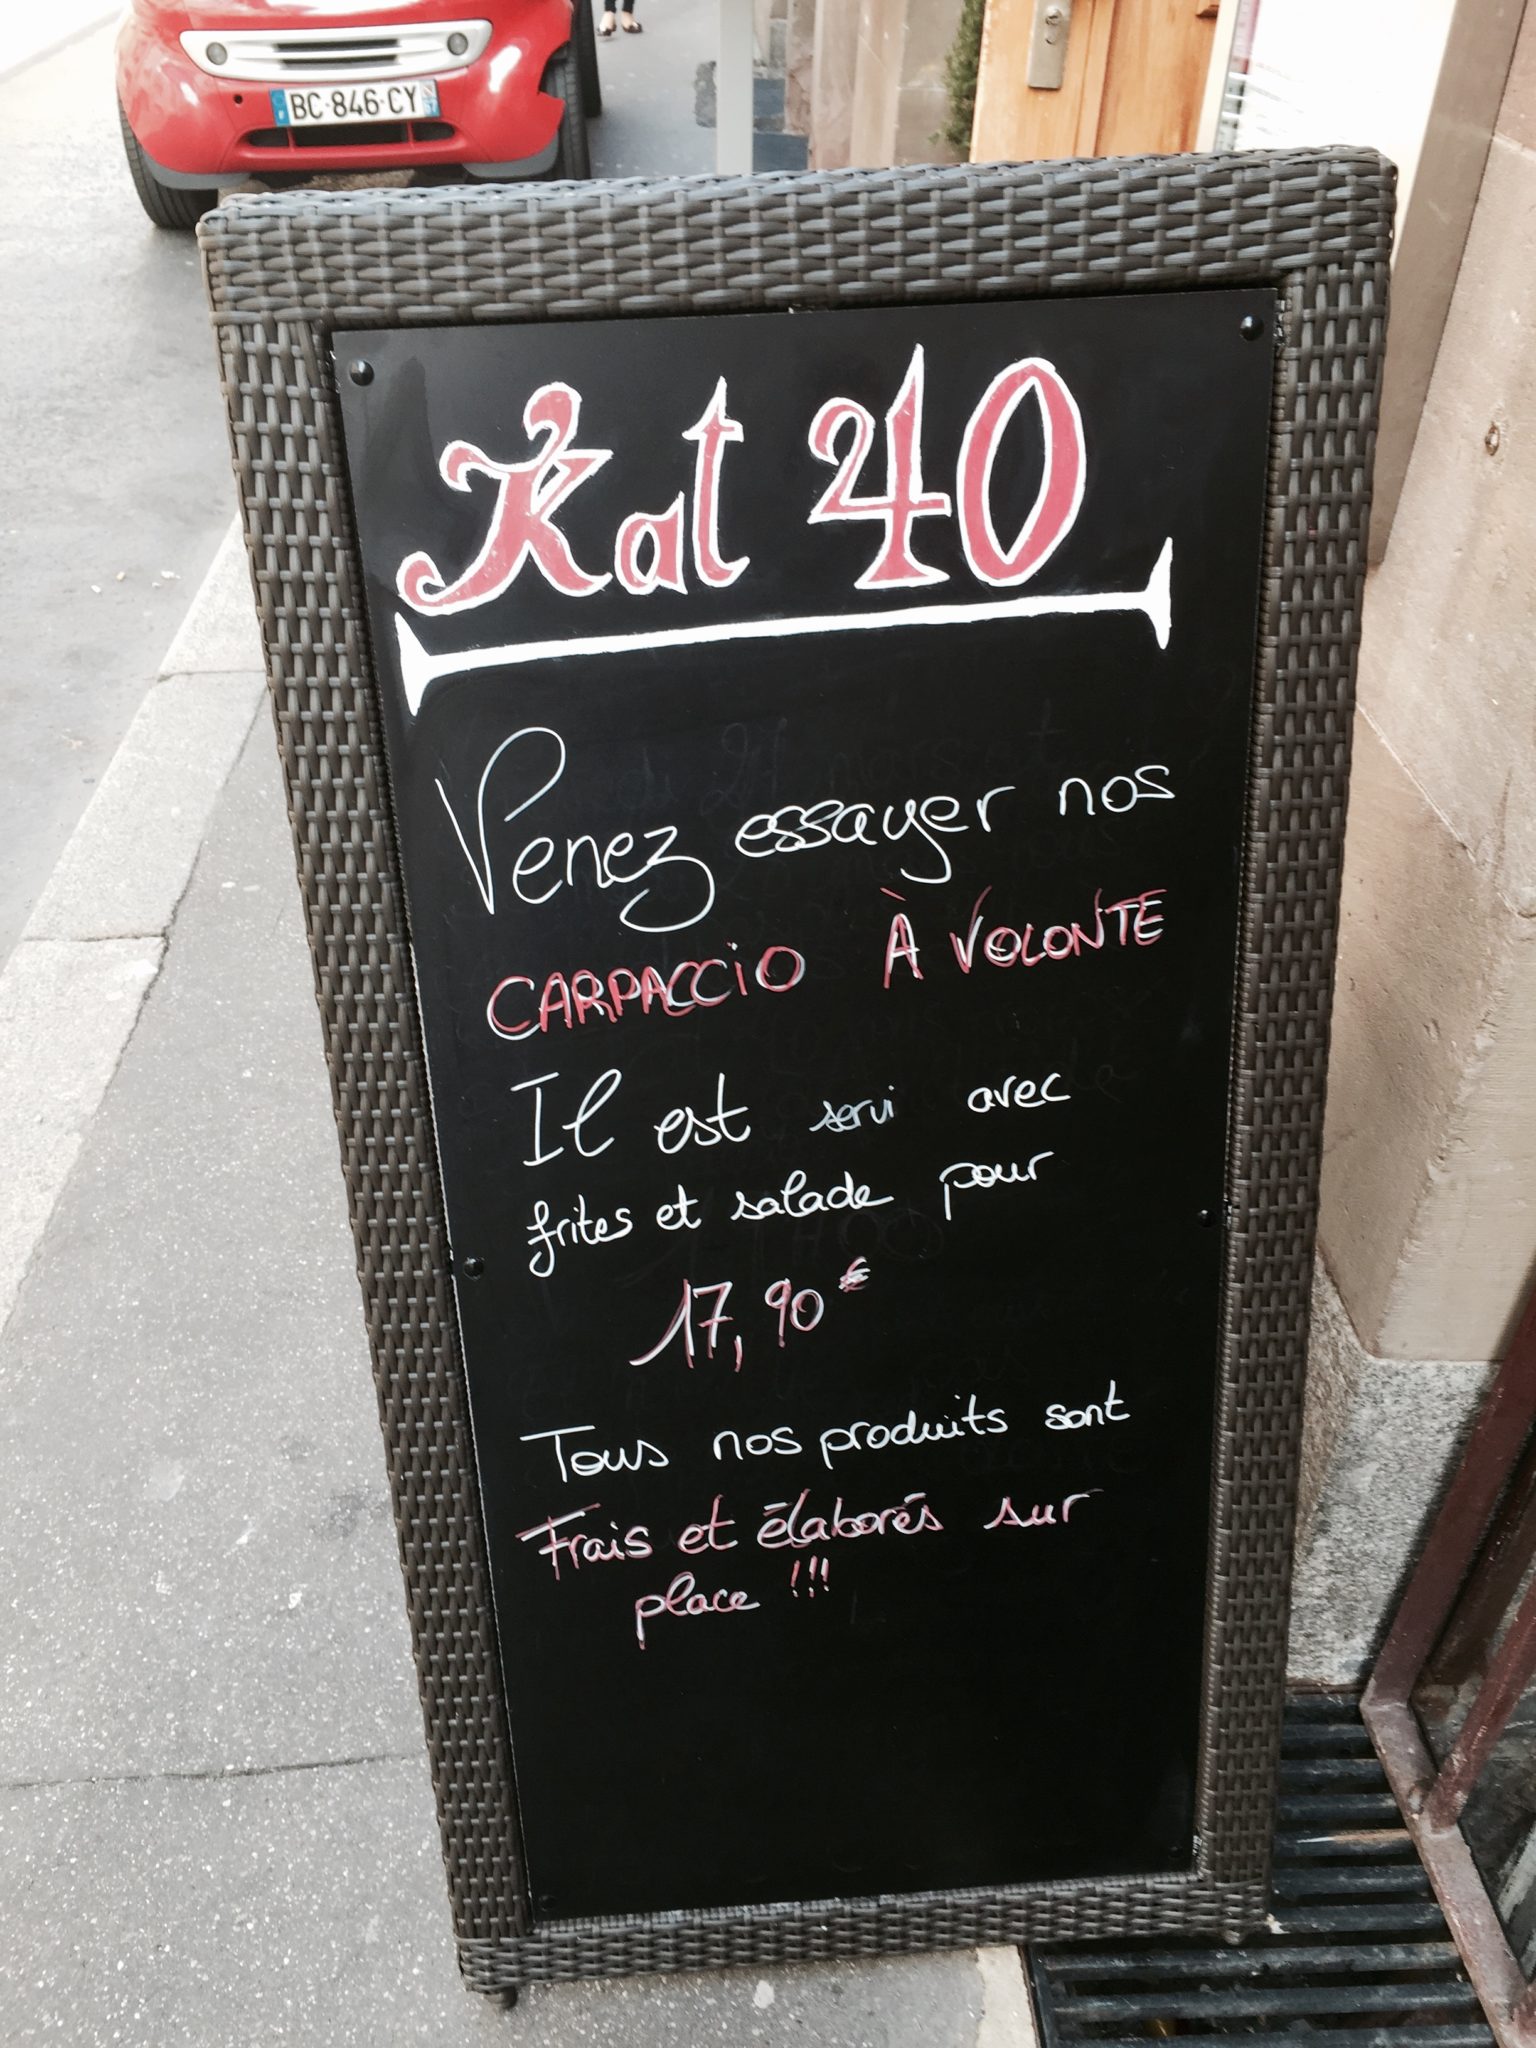 BC-846-CY
Kat 40
Venez essayer nos
CARPACCIO À VOLONTE
Il est servi avec
frites et salade pour
17,90€
Tous nos produits sont
Frais et élaborés sur
place !!!